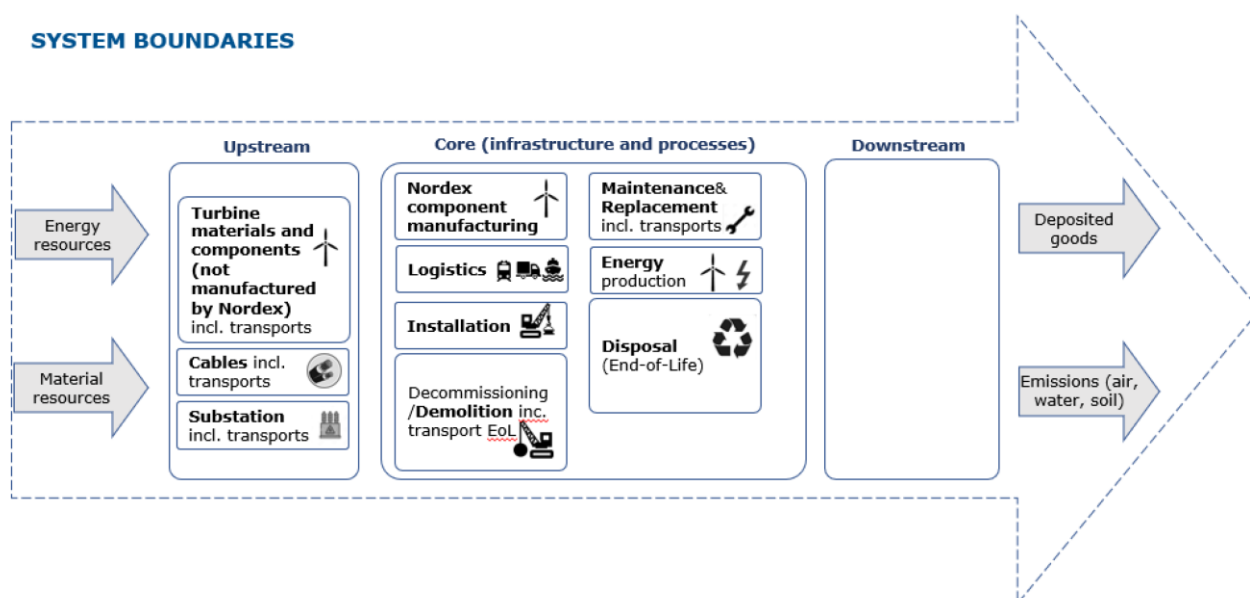 SYSTEM BOUNDARIES
Energy
resources
Material
resources
Upstream
Turbine
materials and
components
(not
manufactured
by Nordex)
incl. transports
Cables incl.
transports
Substation
incl. transports
Core (infrastructure and processes)
Nordex
component
manufacturing
Logistics
Installation
Decommissioning
/Demolition inc.
transport EoL
Maintenance&
Replacement
incl. transports
Energy
production
Disposal
(End-of-Life)
Downstream
Deposited
goods
Emissions (air,
water, soil)